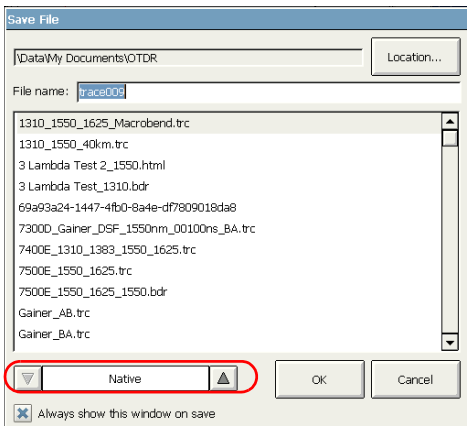 Save File
\Data\My Documents\OTDR
Location...
File name: trace009
1310_1550_1625_Macrobend.trc
1310_1550_40km.trc
3 Lambda Test 2_1550.html
3 Lambda Test_1310.bdr
69a93a24-1447-4fb0-8a4e-df7809018da8
7300D_Gainer_DSF_1550nm_00100ns_BA.trc
7400E_1310_1383_1550_1625.trc
7500E_1550_1625.trc
7500E_1550_1625_1550.bdr
Gainer_AB.trc
Gainer_BA.trc
Native
OK
Cancel
Always show this window on save